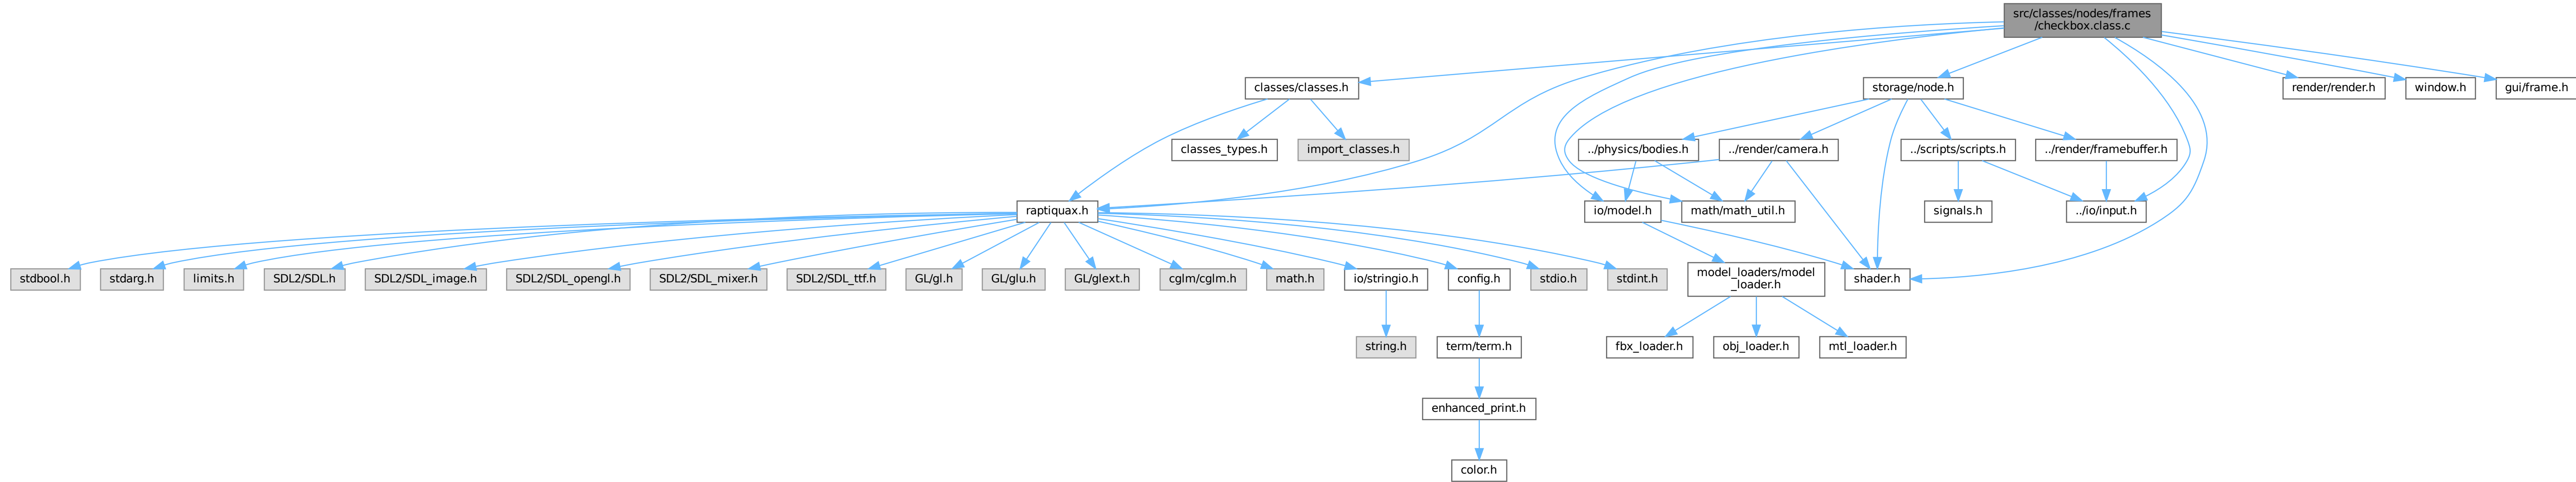 src/classes/nodes/frames
/checkbox.class.c
classes/classes.h
storage/node.h
render/render.h
window.h
gui/frame.h
classes_types.h
import_classes.h
../physics/bodies.h
../render/camera.h
../scripts/scripts.h
../render/framebuffer.h
raptiquax.h
io/model.h
math/math_util.h
signals.h
../io/input.h
stdbool.h
stdarg.h
limits.h
SDL2/SDL.h
SDL2/SDL_image.h
SDL2/SDL_opengl.h
SDL2/SDL_mixer.h
SDL2/SDL_ttf.h
GL/gl.h
GL/glu.h
GL/glext.h
cglm/cglm.h
math.h
io/stringio.h
config.h
stdio.h
stdint.h
model_loaders/model
_loader.h
shader.h
string.h
term/term.h
fbx_loader.h
obj_loader.h
mtl_loader.h
enhanced_print.h
color.h